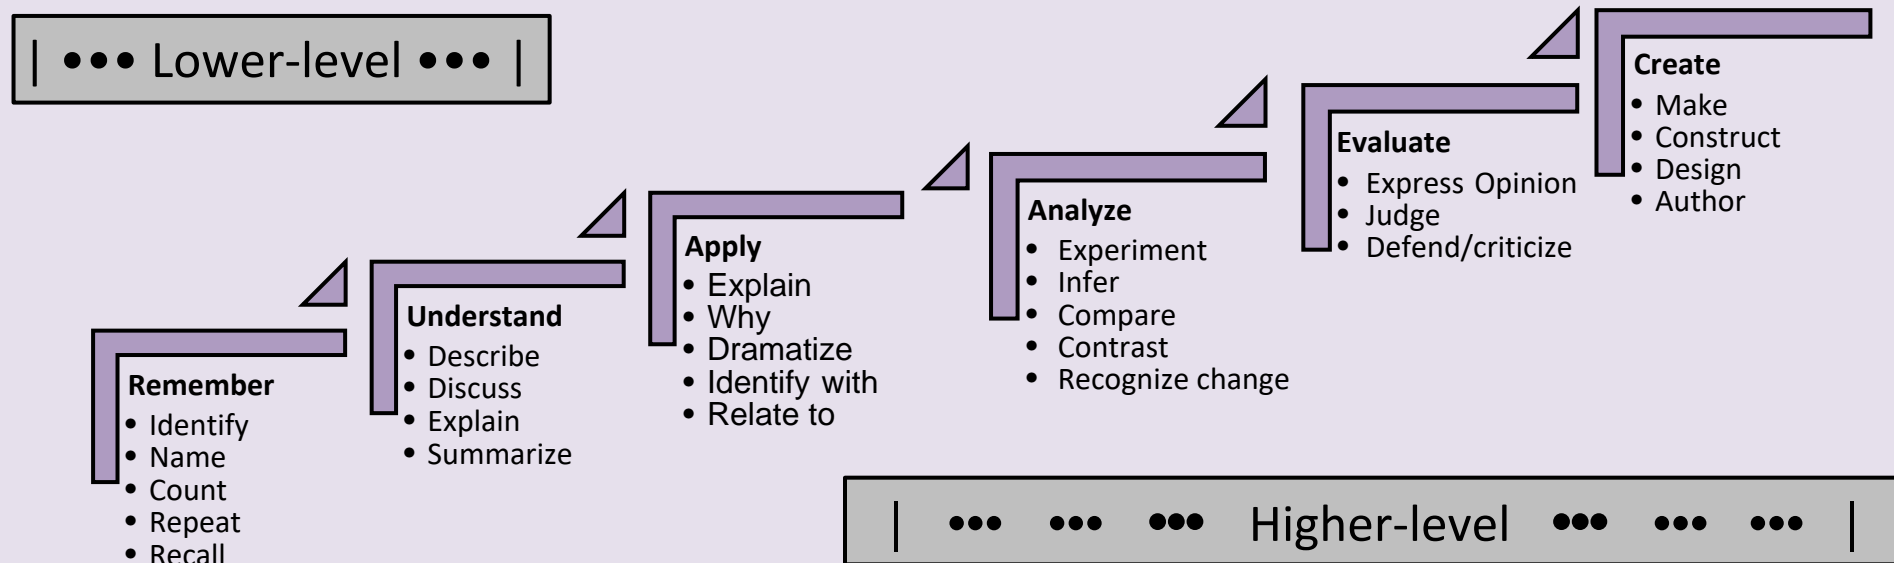 | ••• Lower-level ••• |
Remember
• Identify
• Name
• Count
• Repeat
• Recall
Understand
• Describe
• Discuss
• Explain
• Summarize
Apply
• Explain
• Why
• Dramatize
• Identify with
• Relate to
Analyze
• Experiment
• Infer
• Compare
• Contrast
• Recognize change
Evaluate
• Express Opinion
• Judge
• Defend/criticize
Create
• Make
• Construct
• Design
• Author
| ••• ••• ••• Higher-level ••• ••• ••• |